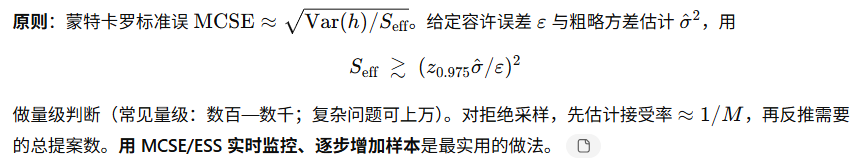 原则：蒙特卡罗标准误 MCSE ≈ √Var(h)/S_eff。给定容许误差 ε 与粗略方差估计 σ̂²，用
S_eff ≳ (z_0.975 σ̂/ε)²
做量级判断（常见量级：数百—数千；复杂问题可上万）。对拒绝采样，先估计接受率 ≈ 1/M，再反推需要
的总提案数。用 MCSE/ESS 实时监控、逐步增加样本是最实用的做法。